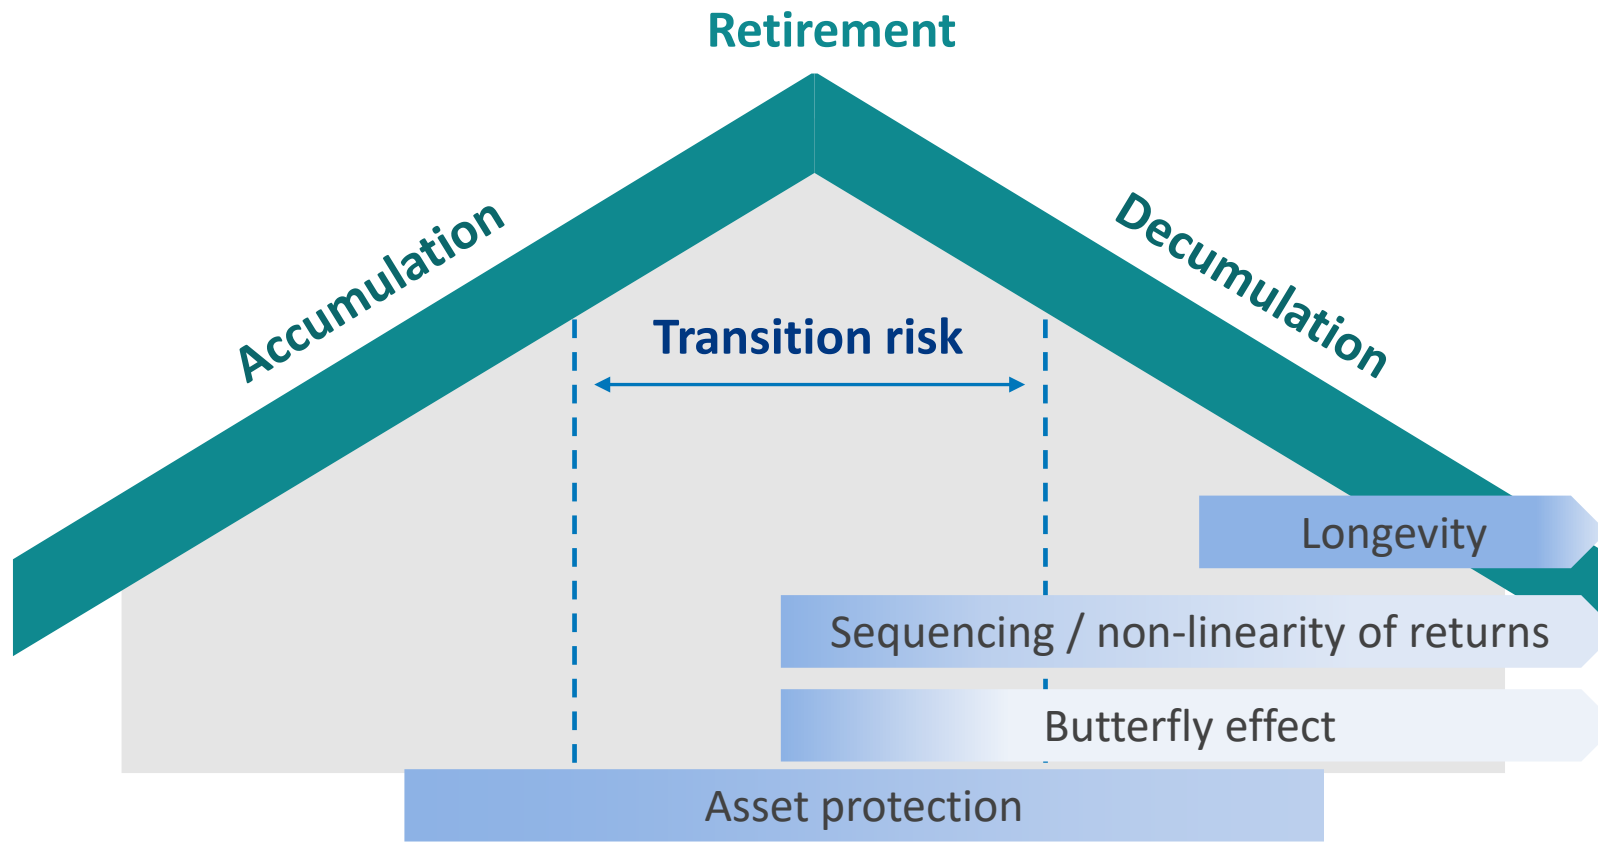 Retirement
Accumulation
Decumulation
Transition risk
Longevity
Sequencing / non-linearity of returns
Butterfly effect
Asset protection